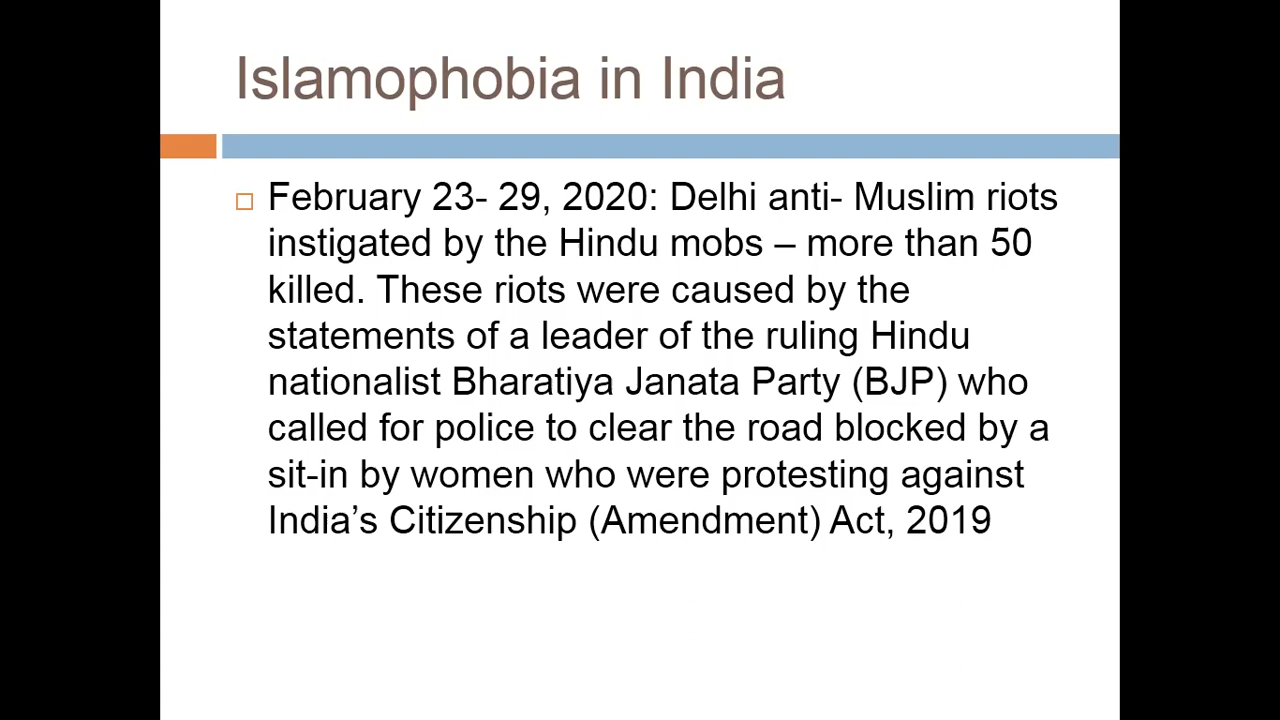 Islamophobia in India
February 23- 29, 2020: Delhi anti- Muslim riots
instigated by the Hindu mobs – more than 50
killed. These riots were caused by the
statements of a leader of the ruling Hindu
nationalist Bharatiya Janata Party (BJP) who
called for police to clear the road blocked by a
sit-in by women who were protesting against
India’s Citizenship (Amendment) Act, 2019